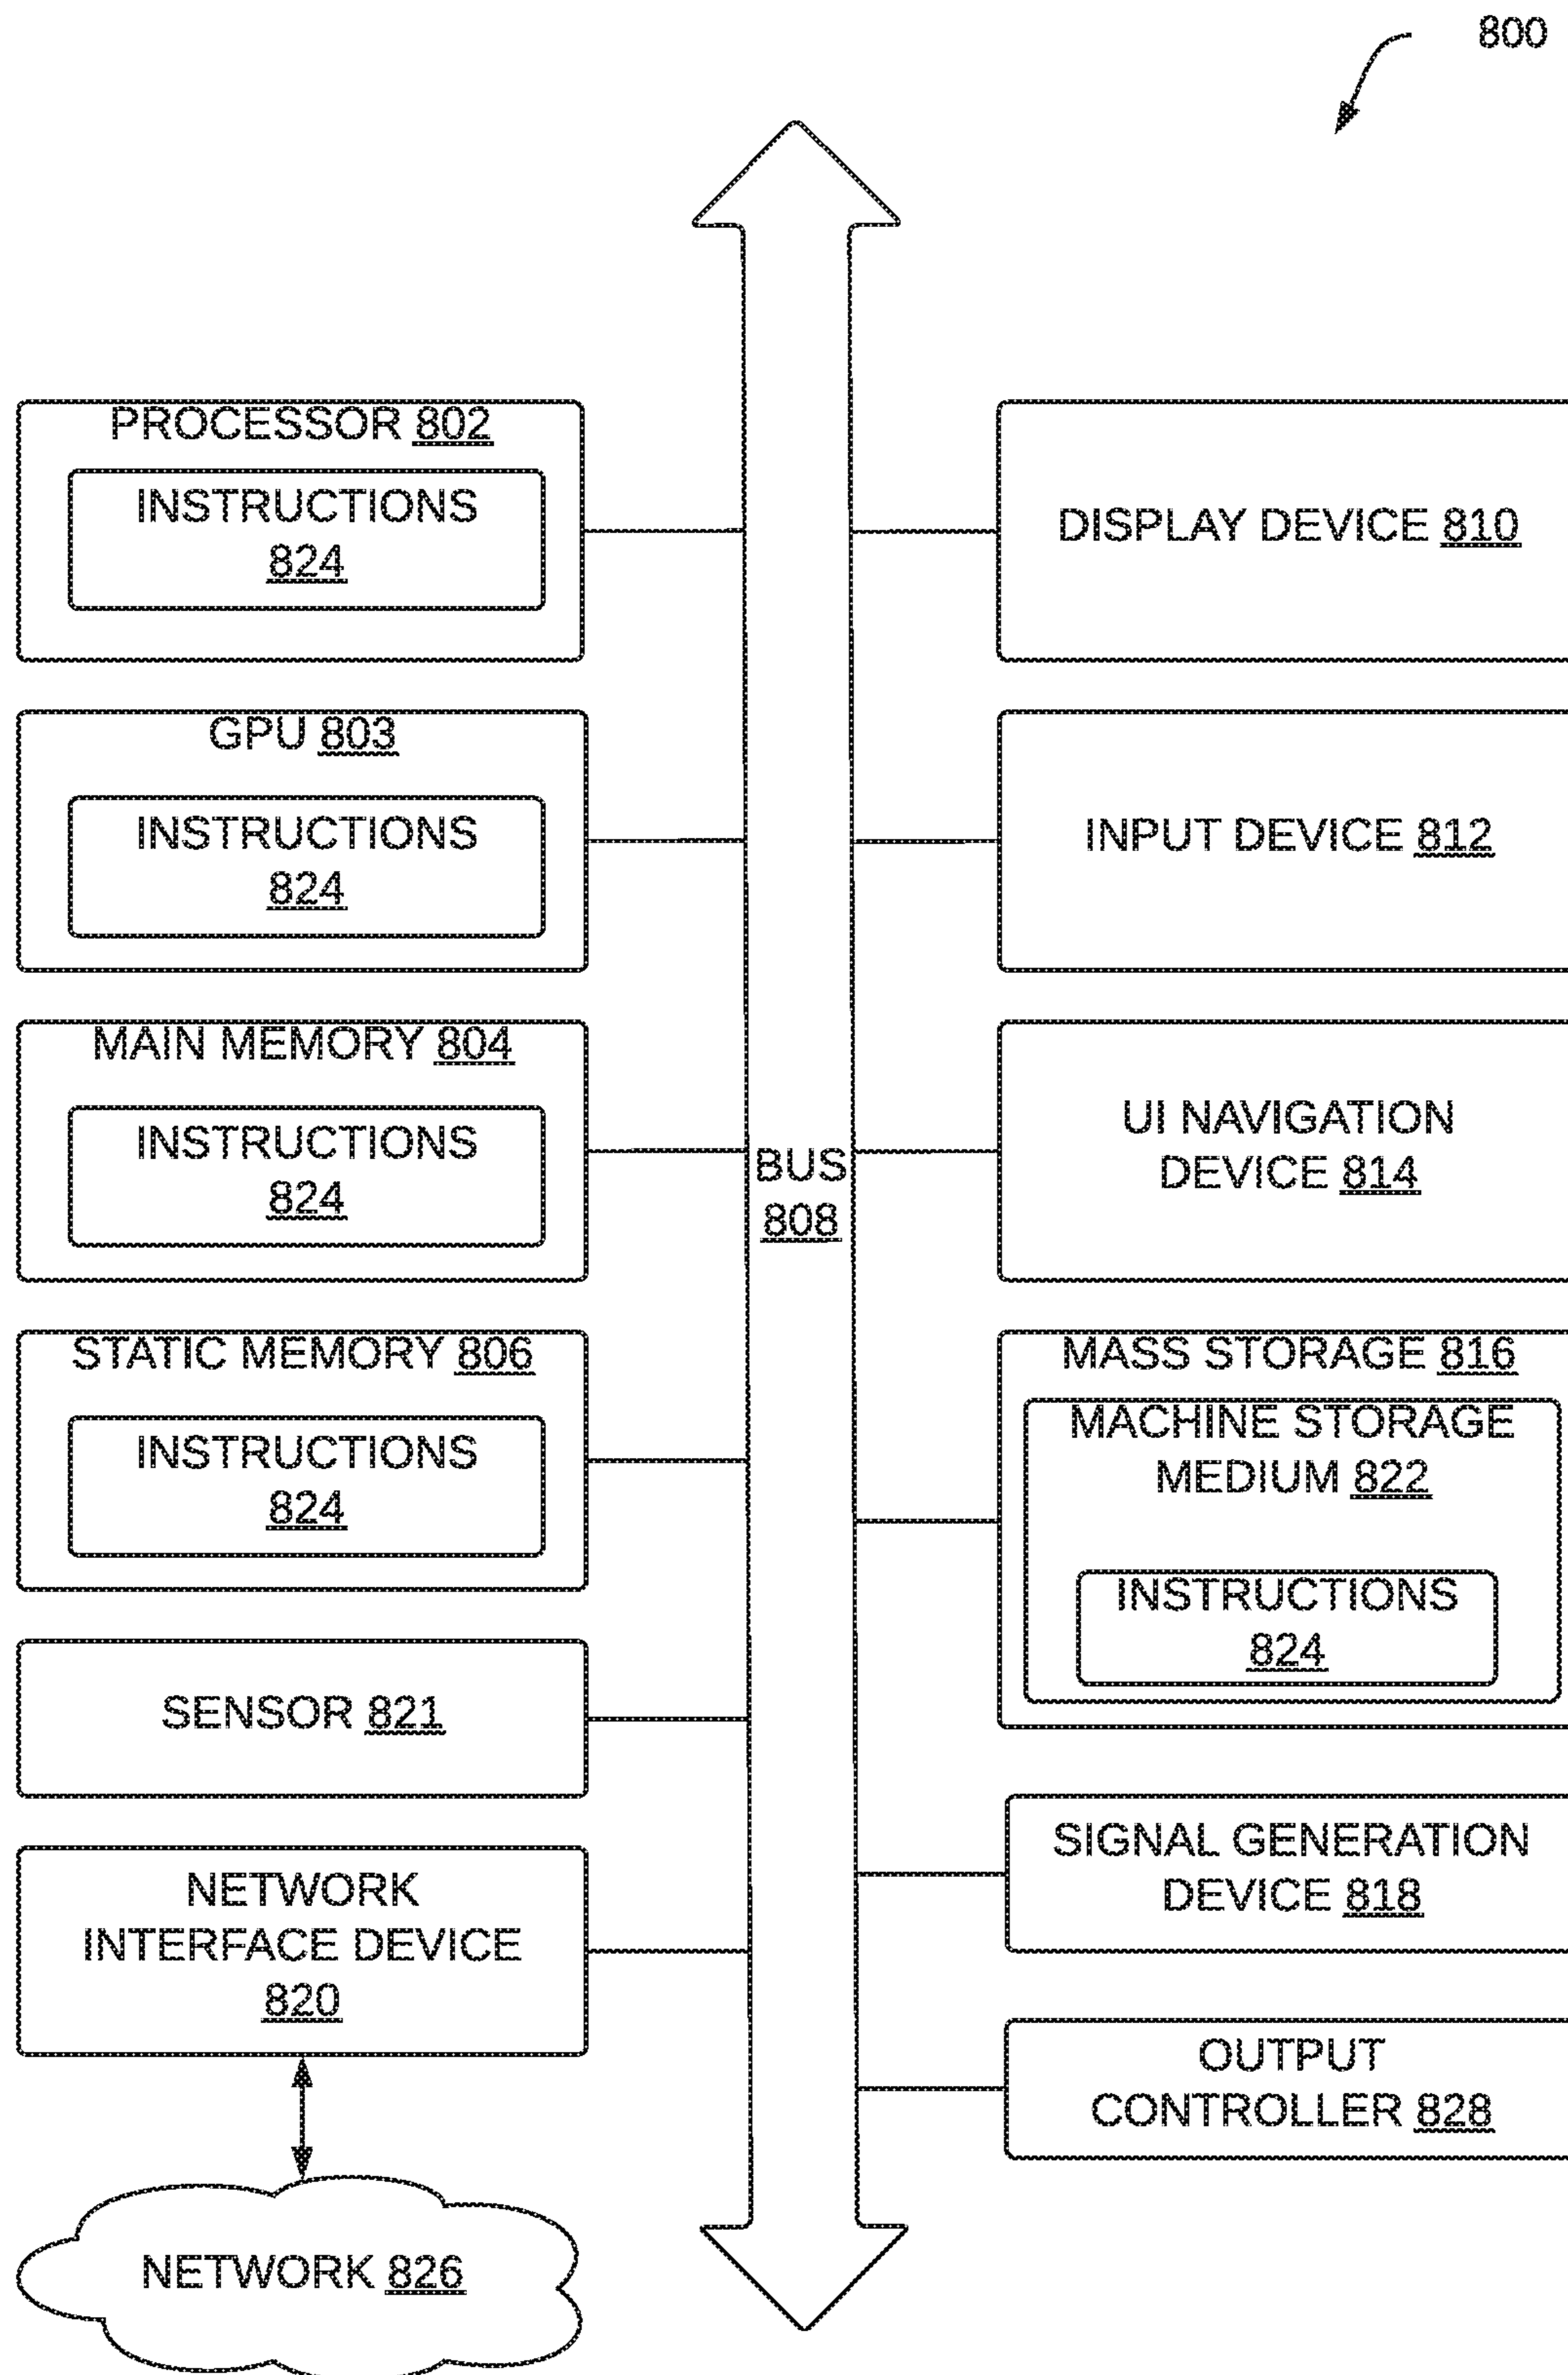 800
PROCESSOR 802
INSTRUCTIONS
824
GPU 803
INSTRUCTIONS
824
MAIN MEMORY 804
INSTRUCTIONS
824
STATIC MEMORY 806
INSTRUCTIONS
824
SENSOR 821
NETWORK
INTERFACE DEVICE
820
NETWORK 826
BUS
808
DISPLAY DEVICE 810
INPUT DEVICE 812
UI NAVIGATION
DEVICE 814
MASS STORAGE 816
MACHINE STORAGE
MEDIUM 822
INSTRUCTIONS
824
SIGNAL GENERATION
DEVICE 818
OUTPUT
CONTROLLER 828